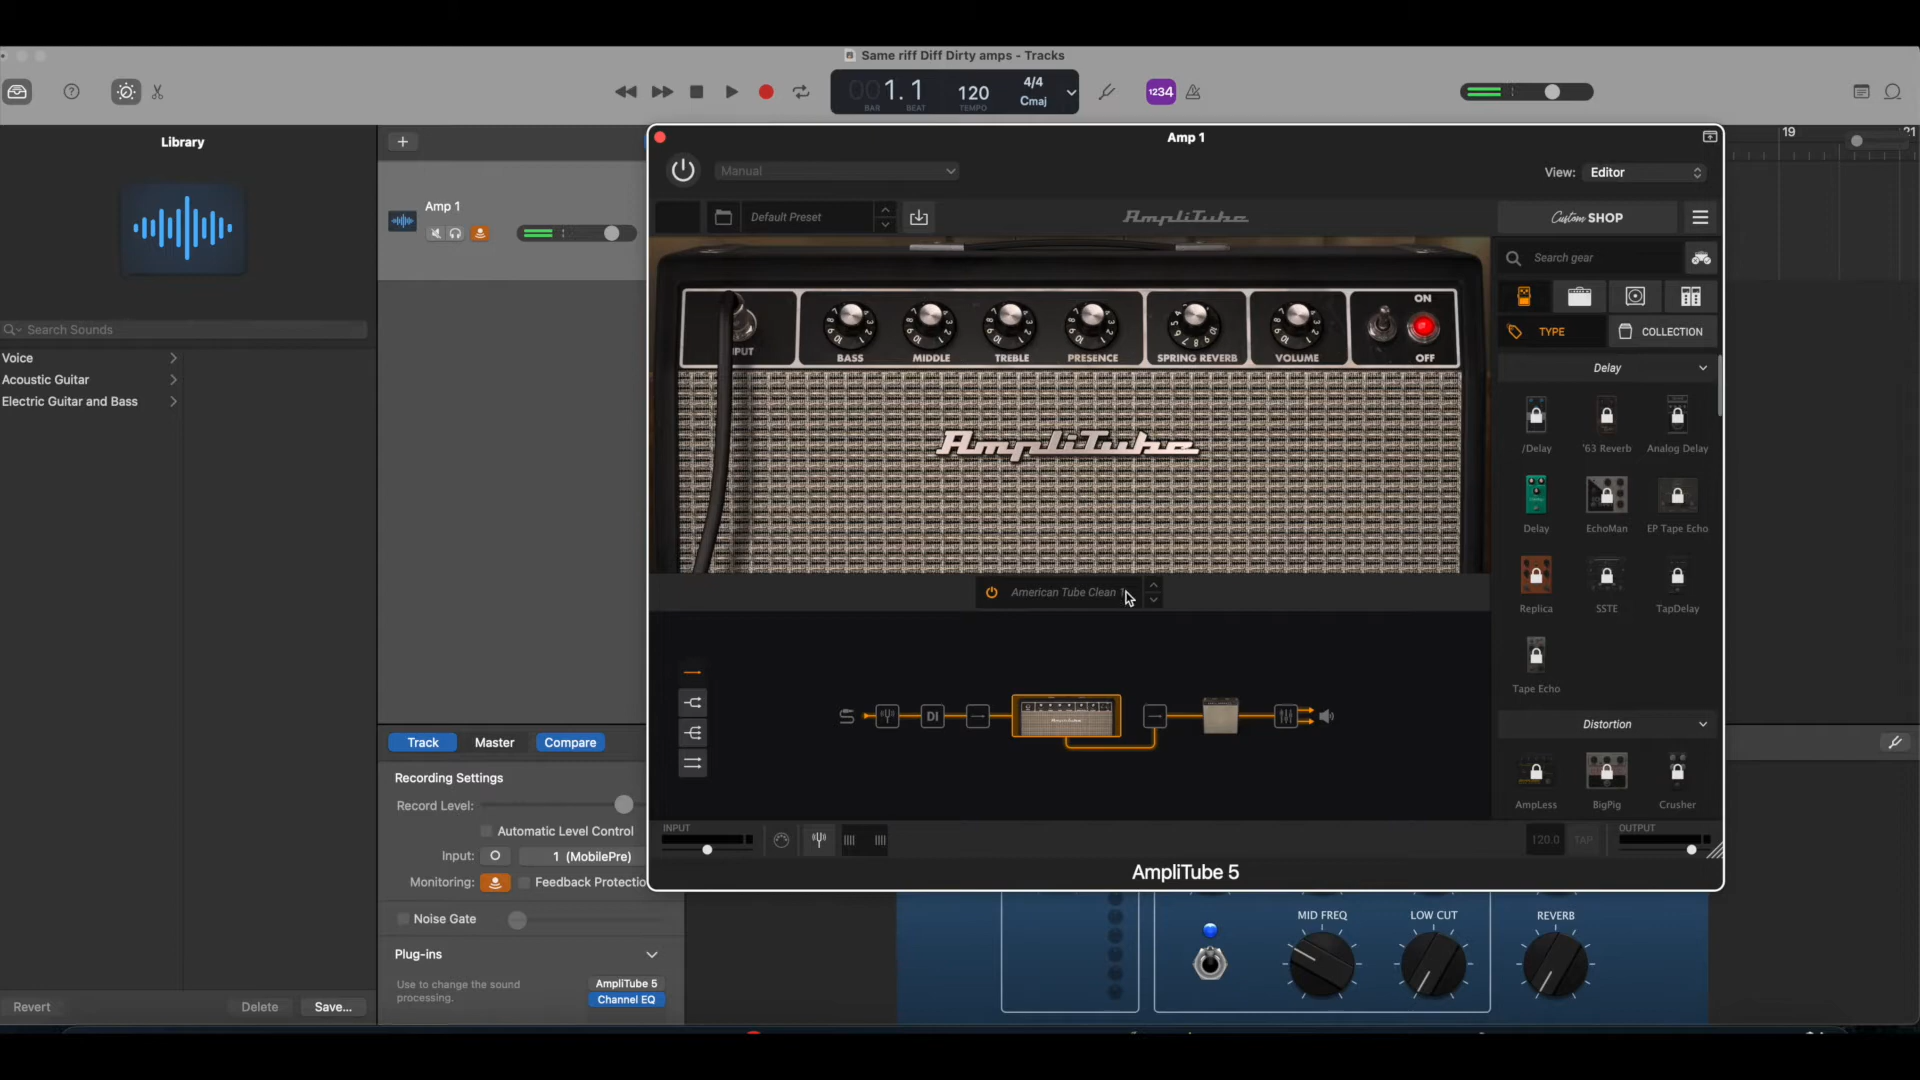 Same riff Diff Dirty amps - Tracks
001.1
BAR BEAT
120
TEMPO
4/4
Cmaj
1234
Library
Search Sounds
Voice
Acoustic Guitar
Electric Guitar and Bass
Revert
Delete
Save...
Amp 1
19
21
Amp 1
Manual
View: Editor
Default Preset
AmpliTube
Custom SHOP
Search gear
TYPE
COLLECTION
INPUT
BASS
MIDDLE
TREBLE
PRESENCE
SPRING REVERB
VOLUME
ON
OFF
AmpliTube
American Tube Clean 1
DI
Delay
/Delay
'63 Reverb
Analog Delay
Delay
EchoMan
EP Tape Echo
Replica
SSTE
TapDelay
Tape Echo
Distortion
AmpLess
BigPig
Crusher
INPUT
120.0
TAP
OUTPUT
AmpliTube 5
Track
Master
Compare
Recording Settings
Record Level:
Automatic Level Control
Input:
1 (MobilePre)
Monitoring:
Feedback Protectio
Noise Gate
Plug-ins
Use to change the sound
processing.
AmpliTube 5
Channel EQ
MID FREQ
LOW CUT
REVERB